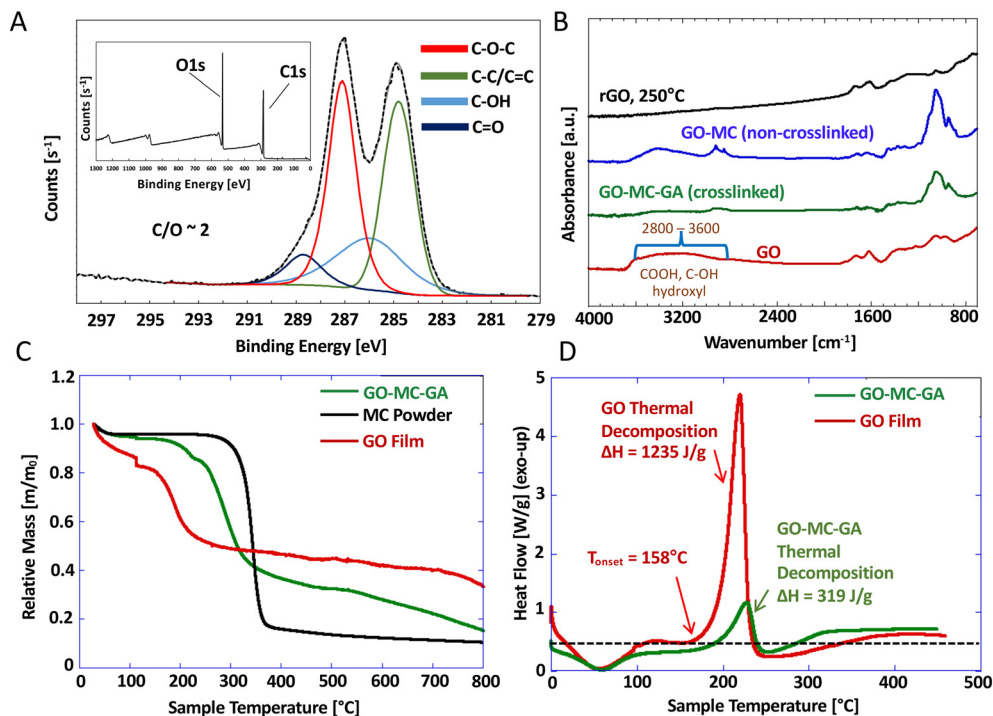 A
O1s
C1s
Counts [s-1]
1300 1200 1100 1000 900 800 700 600 500 400 300 200 100 0
Binding Energy [eV]
C-O-C
C-C/C=C
C-OH
C=O
C/O ~ 2
Counts [s-1]
297 295 293 291 289 287 285 283 281 279
Binding Energy [eV]
B
rGO, 250°C
GO-MC (non-crosslinked)
GO-MC-GA (crosslinked)
2800 – 3600
GO
COOH, C-OH
hydroxyl
Absorbance [a.u.]
4000 3200 2400 1600 800
Wavenumber [cm-1]
C
1.2
1.0
0.8
0.6
0.4
0.2
0
GO-MC-GA
MC Powder
GO Film
Relative Mass [m/m0]
0 100 200 300 400 500 600 700 800
Sample Temperature [°C]
D
5
4
3
2
1
0
GO-MC-GA
GO Film
GO Thermal
Decomposition
ΔH = 1235 J/g
Tonset = 158°C
GO-MC-GA
Thermal
Decomposition
ΔH = 319 J/g
Heat Flow [W/g] (exo-up)
0 100 200 300 400 500
Sample Temperature [°C]